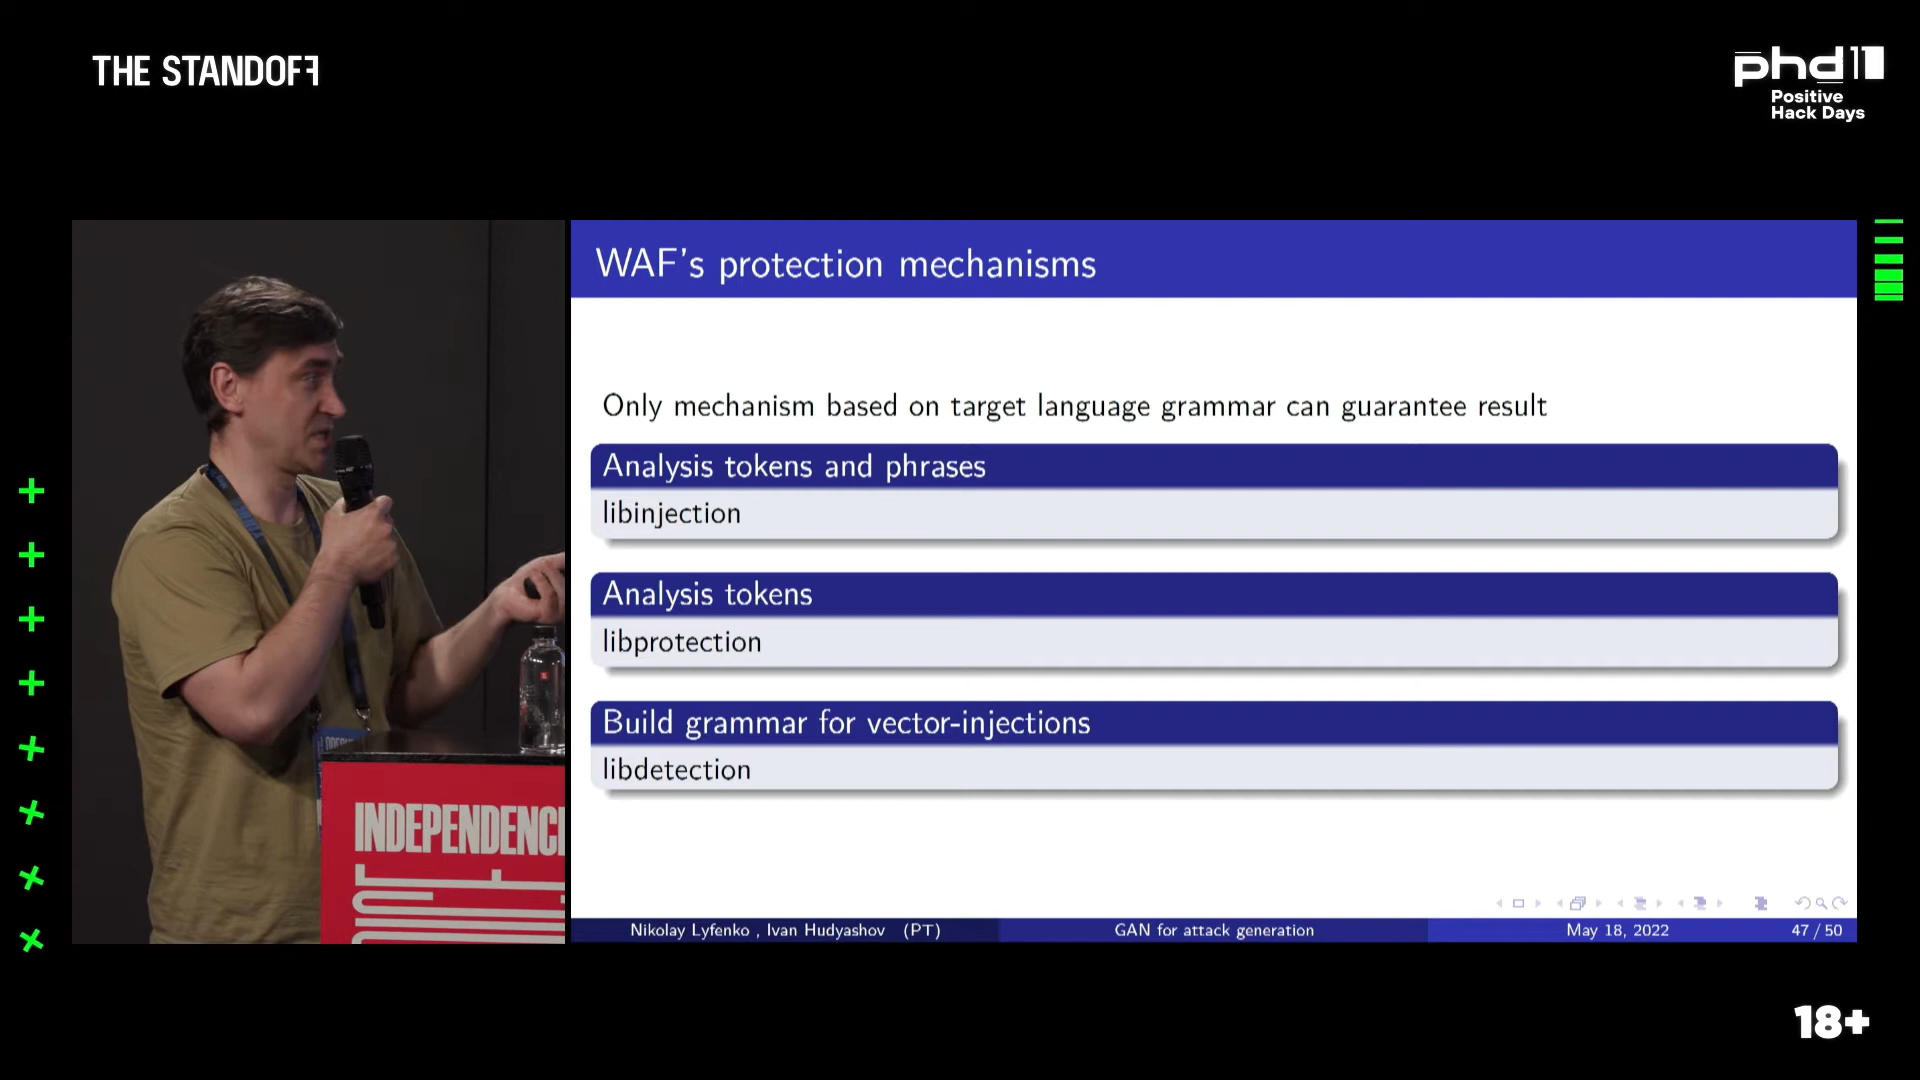 THE STANDOFF
phd11
Positive
Hack Days
WAF's protection mechanisms
Only mechanism based on target language grammar can guarantee result
Analysis tokens and phrases
libinjection
Analysis tokens
libprotection
Build grammar for vector-injections
libdetection
INDEPENDENC
Nikolay Lyfenko , Ivan Hudyashov (PT)
GAN for attack generation
May 18, 2022
47 / 50
18+